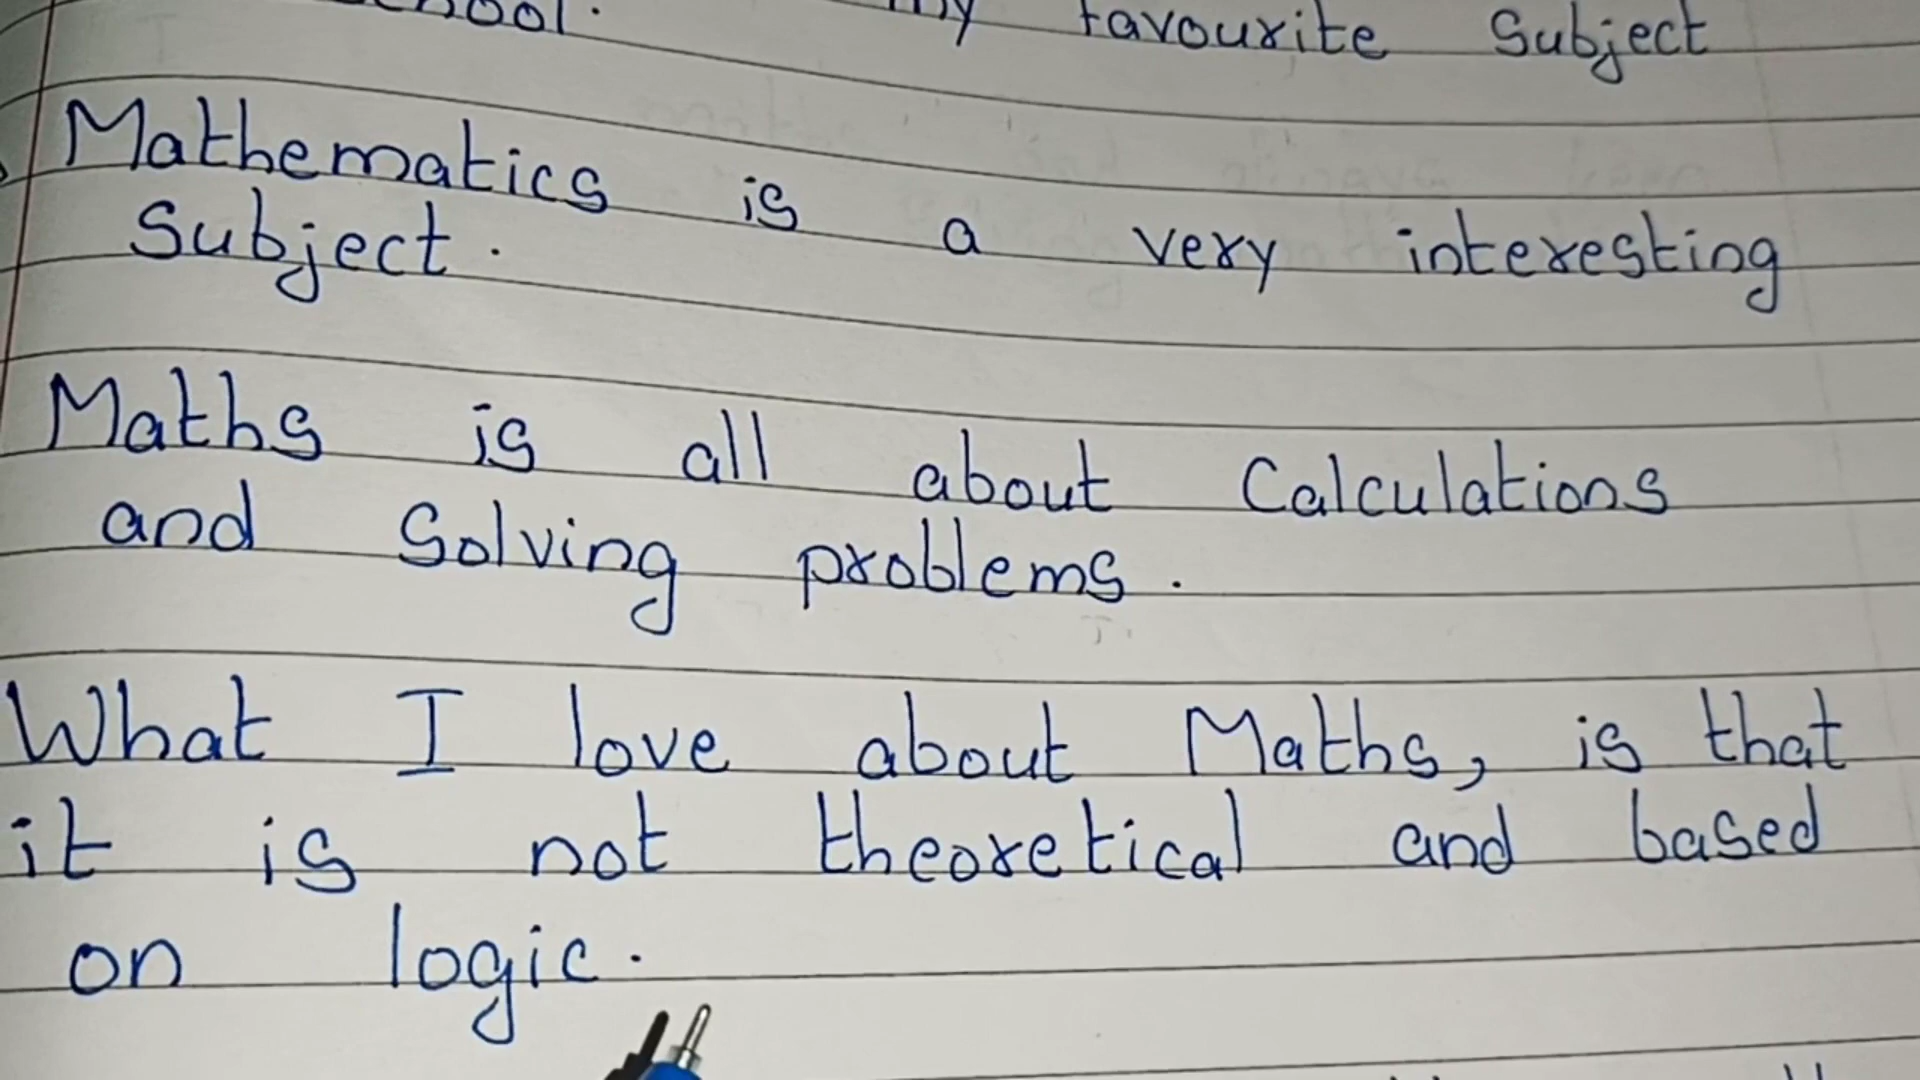 my favourite Subject
Mathematics is a very interesting
Subject.
Maths is all about Calculations
and Solving problems.
What I love about Maths, is that
it is not theoretical and based
on logic.